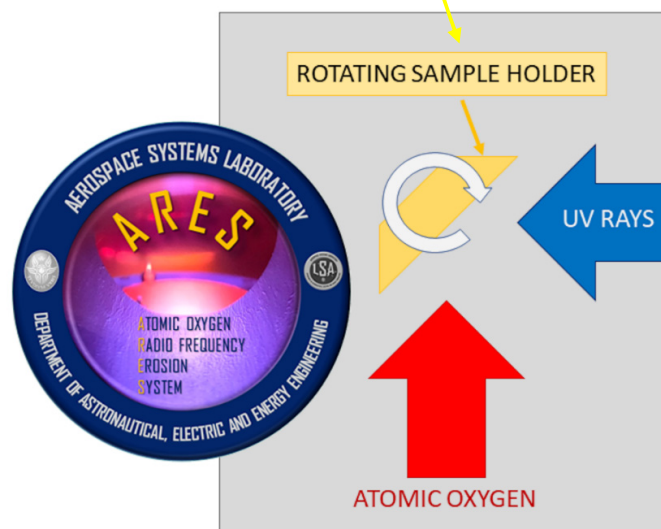 ROTATING SAMPLE HOLDER
AEROSPACE SYSTEMS LABORATORY
ARES
LSA
UV RAYS
ATOMIC OXYGEN
RADIO FREQUENCY
EROSION
SYSTEM
DEPARTMENT OF ASTRONAUTICAL, ELECTRIC AND ENERGY ENGINEERING
ATOMIC OXYGEN